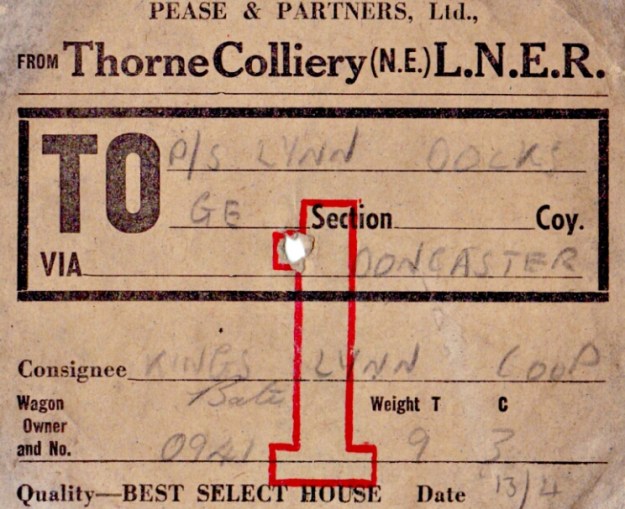 PEASE & PARTNERS, Ltd.,
FROM Thorne Colliery (N.E.) L.N.E.R.
TO P/S LYNN DOCKS
GE Section Coy.
VIA DONCASTER
Consignee KINGS LYNN COOP
Wagon Owner and No. 0941 Weight T 9 C 3
Quality—BEST SELECT HOUSE Date 13/4